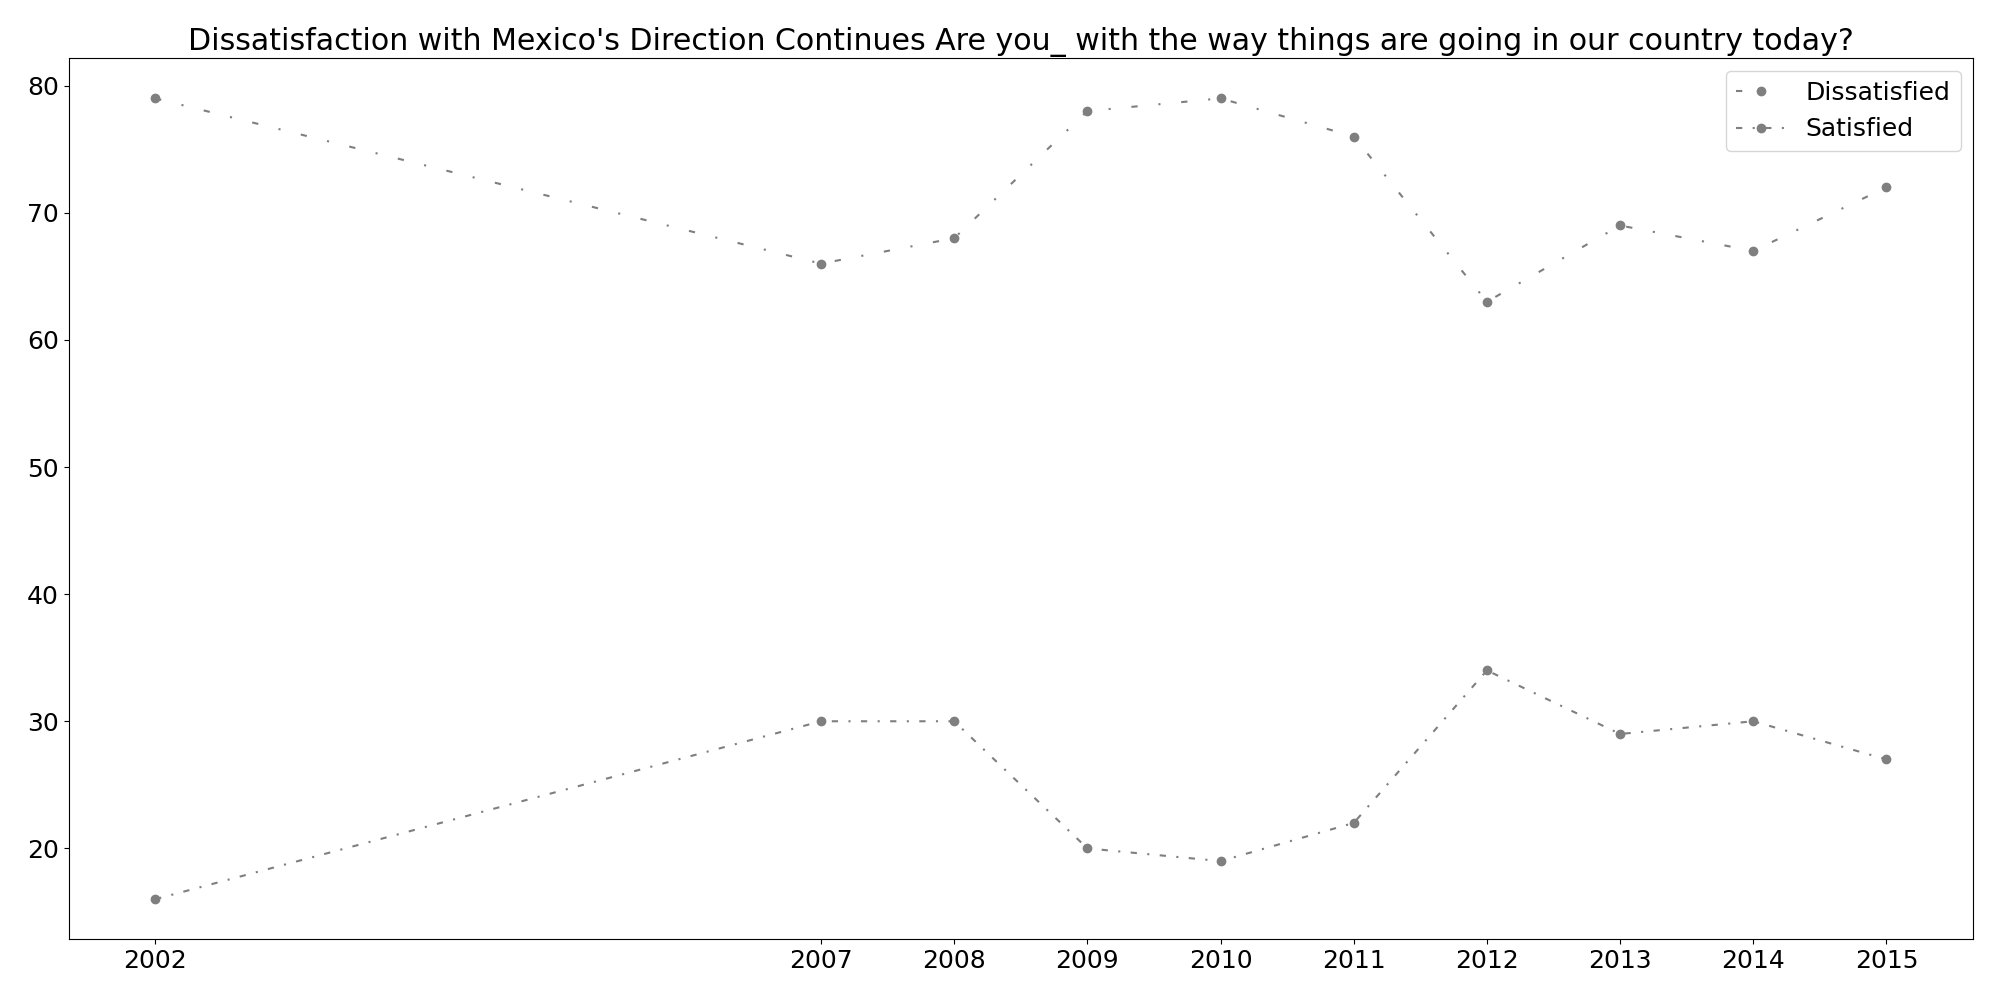 Dissatisfaction with Mexico's Direction Continues Are you_ with the way things are going in our country today?
Dissatisfied
Satisfied
80
70
60
50
40
30
20
2002 2007 2008 2009 2010 2011 2012 2013 2014 2015